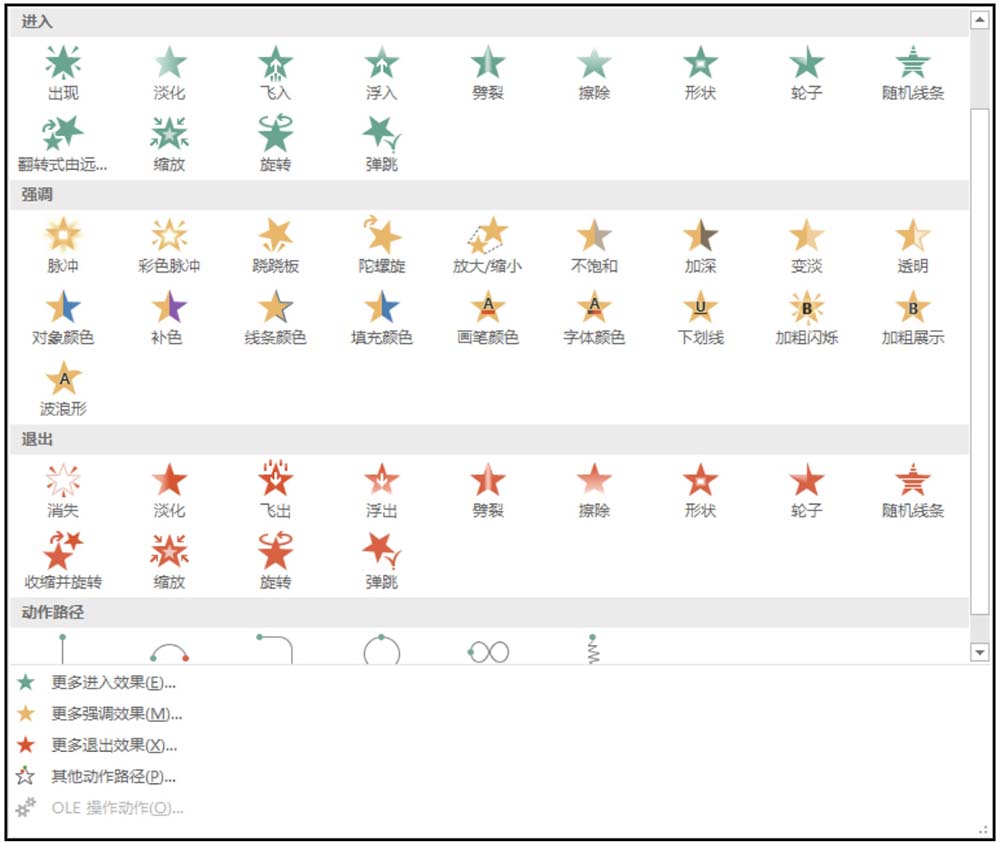 进入
出现 淡化 飞入 浮入 劈裂 擦除 形状 轮子 随机线条
翻转式由远... 缩放 旋转 弹跳
强调
脉冲 彩色脉冲 跷跷板 陀螺旋 放大/缩小 不饱和 加深 变淡 透明
对象颜色 补色 线条颜色 填充颜色 画笔颜色 字体颜色 下划线 加粗闪烁 加粗展示
波浪形
退出
消失 淡化 飞出 浮出 劈裂 擦除 形状 轮子 随机线条
收缩并旋转 缩放 旋转 弹跳
动作路径
更多进入效果(E)...
更多强调效果(M)...
更多退出效果(X)...
其他动作路径(P)...
OLE 操作动作(O)...